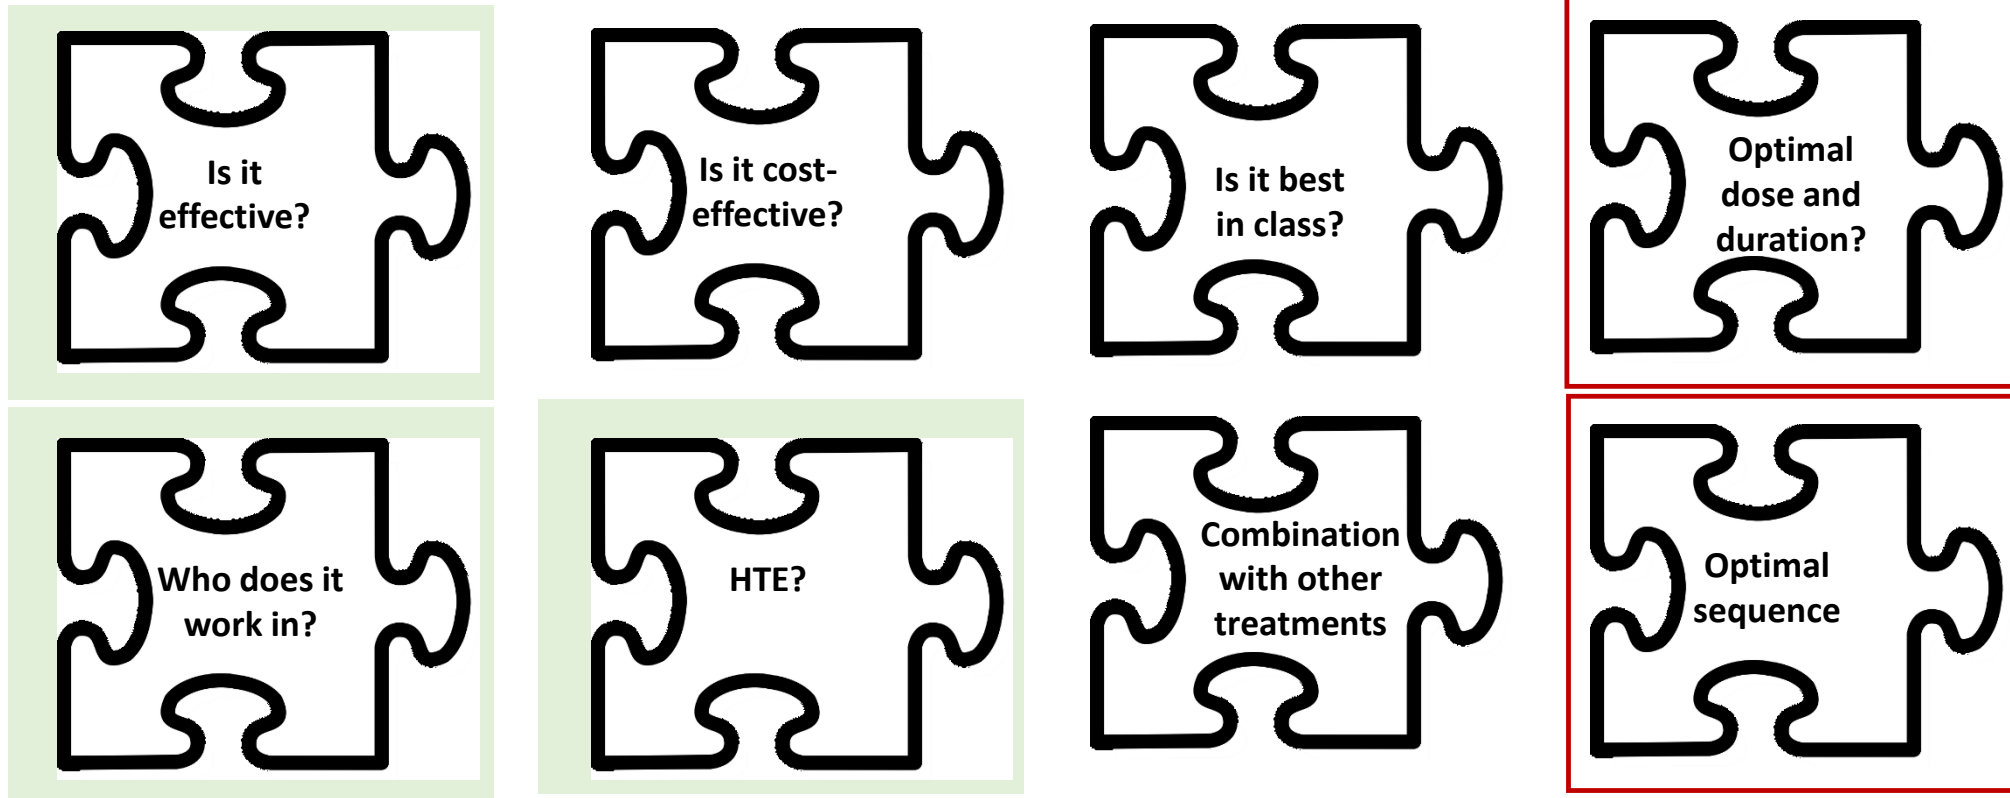 Is it
effective?
Is it cost-
effective?
Is it best
in class?
Optimal
dose and
duration?
Who does it
work in?
HTE?
Combination
with other
treatments
Optimal
sequence